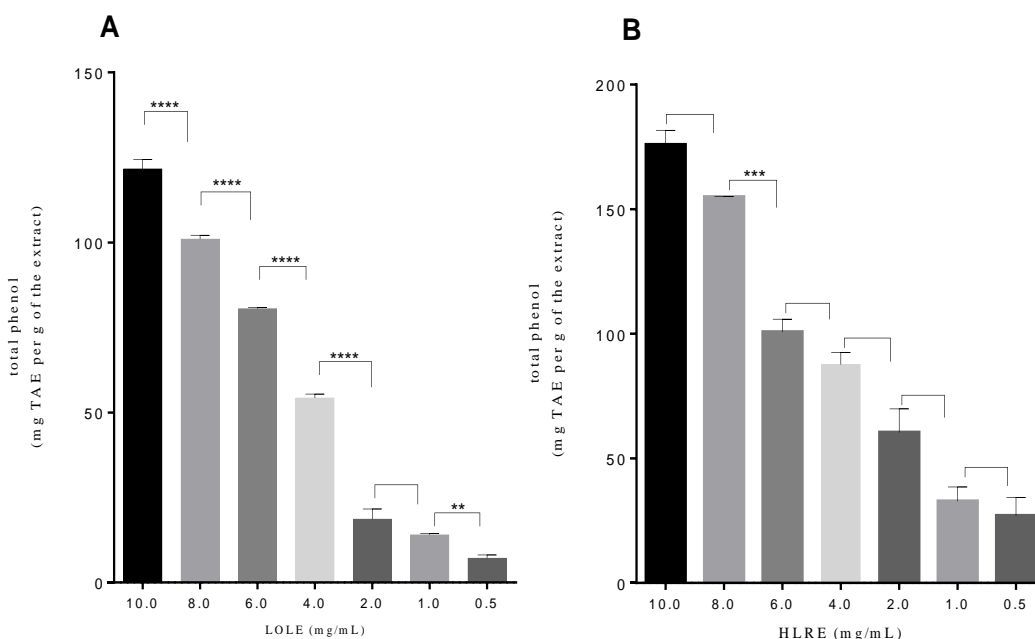 A
total phenol
(mg TAE per g of the extract)
150
100
50
0
****
****
****
****
**
10.0 8.0 6.0 4.0 2.0 1.0 0.5
LOLE (mg/mL)
B
total phenol
(mg TAE per g of the extract)
200
150
100
50
0
***
10.0 8.0 6.0 4.0 2.0 1.0 0.5
HLRE (mg/mL)